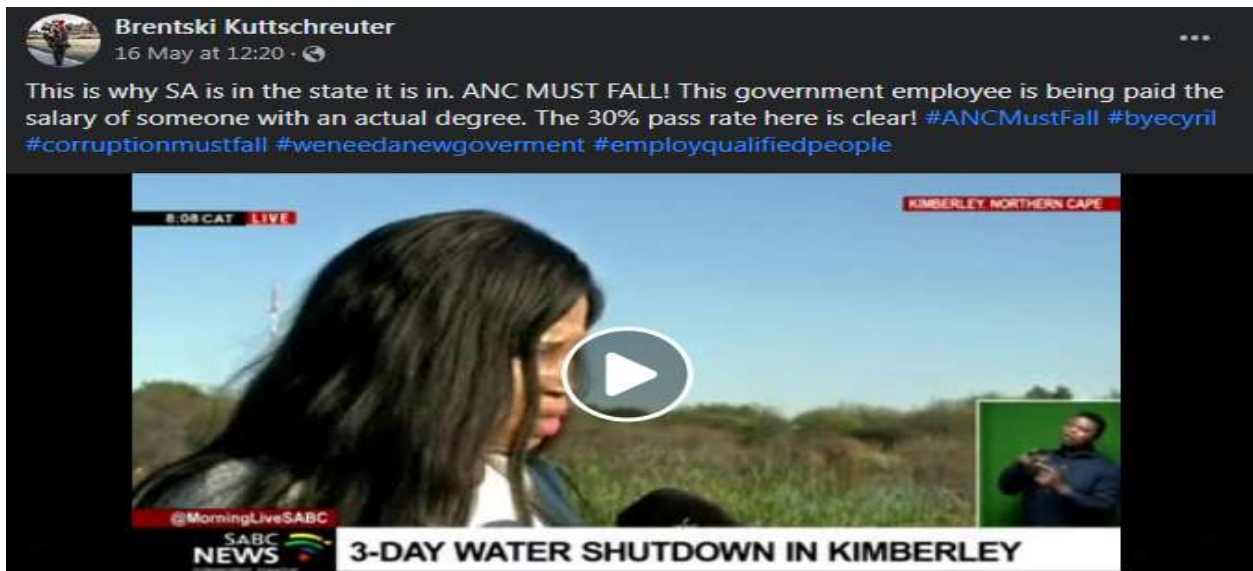 Brentski Kuttschreuter
16 May at 12:20 ·
This is why SA is in the state it is in. ANC MUST FALL! This government employee is being paid the
salary of someone with an actual degree. The 30% pass rate here is clear! #ANCMustFall #byecyril
#corruptionmustfall #weneedanewgoverment #employqualifiedpeople
8:08 CAT LIVE
KIMBERLEY, NORTHERN CAPE
@MorningLiveSABC
SABC
NEWS
3-DAY WATER SHUTDOWN IN KIMBERLEY